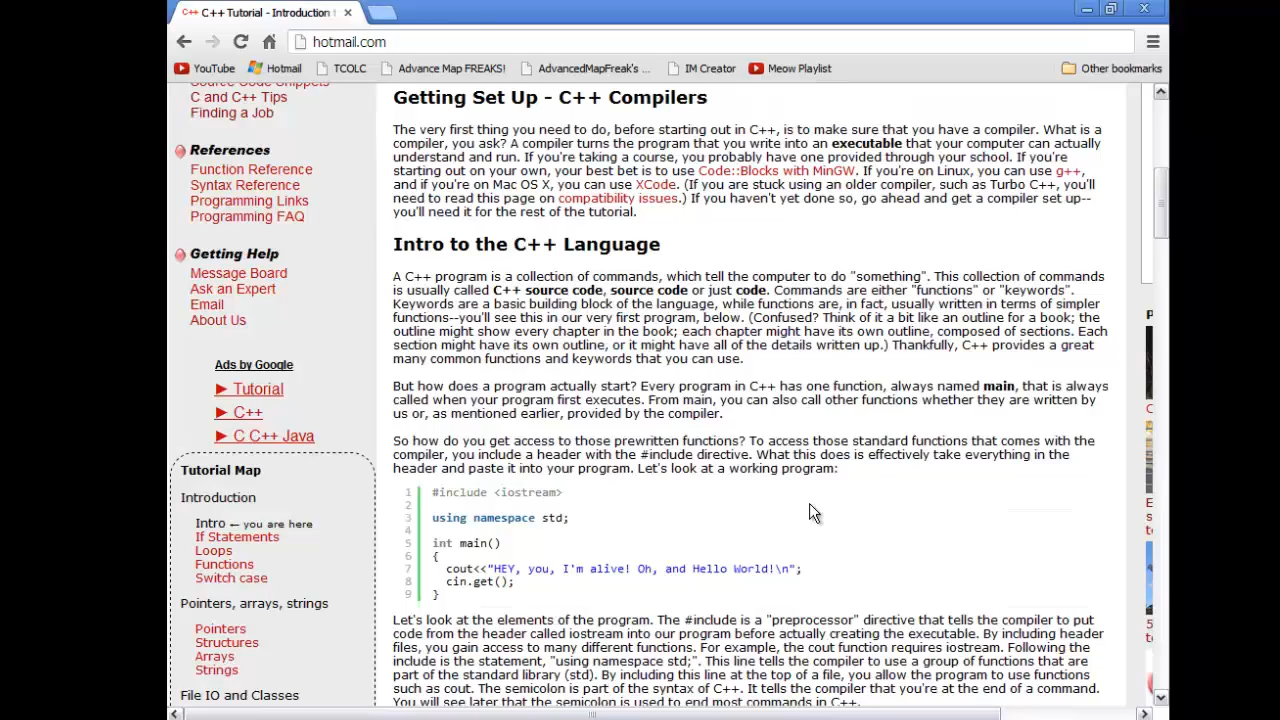 C++ C++ Tutorial - Introduction t
hotmail.com
YouTube Hotmail TCOLC Advance Map FREAKS! AdvancedMapFreak's ... IM Creator Meow Playlist Other bookmarks
Source Code Snippets
C and C++ Tips
Finding a Job
References
Function Reference
Syntax Reference
Programming Links
Programming FAQ
Getting Help
Message Board
Ask an Expert
Email
About Us
Ads by Google
► Tutorial
► C++
► C C++ Java
Tutorial Map
Introduction
Intro ← you are here
If Statements
Loops
Functions
Switch case
Pointers, arrays, strings
Pointers
Structures
Arrays
Strings
File IO and Classes
Getting Set Up - C++ Compilers
The very first thing you need to do, before starting out in C++, is to make sure that you have a compiler. What is a
compiler, you ask? A compiler turns the program that you write into an executable that your computer can actually
understand and run. If you're taking a course, you probably have one provided through your school. If you're
starting out on your own, your best bet is to use Code::Blocks with MinGW. If you're on Linux, you can use g++,
and if you're on Mac OS X, you can use XCode. (If you are stuck using an older compiler, such as Turbo C++, you'll
need to read this page on compatibility issues.) If you haven't yet done so, go ahead and get a compiler set up--
you'll need it for the rest of the tutorial.
Intro to the C++ Language
A C++ program is a collection of commands, which tell the computer to do "something". This collection of commands
is usually called C++ source code, source code or just code. Commands are either "functions" or "keywords".
Keywords are a basic building block of the language, while functions are, in fact, usually written in terms of simpler
functions--you'll see this in our very first program, below. (Confused? Think of it a bit like an outline for a book; the
outline might show every chapter in the book; each chapter might have its own outline, composed of sections. Each
section might have its own outline, or it might have all of the details written up.) Thankfully, C++ provides a great
many common functions and keywords that you can use.
But how does a program actually start? Every program in C++ has one function, always named main, that is always
called when your program first executes. From main, you can also call other functions whether they are written by
us or, as mentioned earlier, provided by the compiler.
So how do you get access to those prewritten functions? To access those standard functions that comes with the
compiler, you include a header with the #include directive. What this does is effectively take everything in the
header and paste it into your program. Let's look at a working program:
1 #include <iostream>
2
3 using namespace std;
4
5 int main()
6 {
7 cout<<"HEY, you, I'm alive! Oh, and Hello World!\n";
8 cin.get();
9 }
Let's look at the elements of the program. The #include is a "preprocessor" directive that tells the compiler to put
code from the header called iostream into our program before actually creating the executable. By including header
files, you gain access to many different functions. For example, the cout function requires iostream. Following the
include is the statement, "using namespace std;". This line tells the compiler to use a group of functions that are
part of the standard library (std). By including this line at the top of a file, you allow the program to use functions
such as cout. The semicolon is part of the syntax of C++. It tells the compiler that you're at the end of a command.
You will see later that the semicolon is used to end most commands in C++.